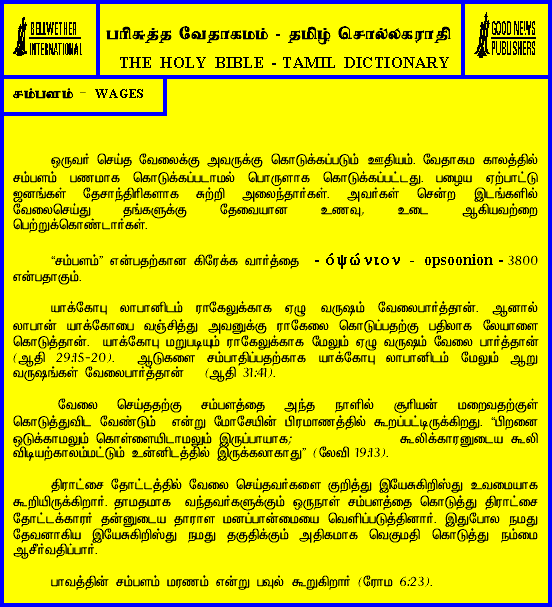 BELLWETHER
INTERNATIONAL
பரிசுத்த வேதாகமம் - தமிழ் சொல்லகராதி
THE HOLY BIBLE - TAMIL DICTIONARY
GOOD NEWS
PUBLISHERS
சம்பளம் - WAGES
ஒருவர் செய்த வேலைக்கு அவருக்கு கொடுக்கப்படும் ஊதியம். வேதாகம காலத்தில்
சம்பளம் பணமாக கொடுக்கப்படாமல் பொருளாக கொடுக்கப்பட்டது. பழைய ஏற்பாட்டு
ஜனங்கள் தேசாந்திரிகளாக சுற்றி அலைந்தார்கள். அவர்கள் சென்ற இடங்களில்
வேலைசெய்து தங்களுக்கு தேவையான உணவு, உடை ஆகியவற்றை
பெற்றுக்கொண்டார்கள்.
“சம்பளம்” என்பதற்கான கிரேக்க வார்த்தை - όψώνιον - opsoonion - 3800
என்பதாகும்.
யாக்கோபு லாபானிடம் ராகேலுக்காக ஏழு வருஷம் வேலைபார்த்தான். ஆனால்
லாபான் யாக்கோபை வஞ்சித்து அவனுக்கு ராகேலை கொடுப்பதற்கு பதிலாக லேயாளை
கொடுத்தான். யாக்கோபு மறுபடியும் ராகேலுக்காக மேலும் ஏழு வருஷம் வேலை பார்த்தான்
(ஆதி 29:15-20). ஆடுகளை சம்பாதிப்பதற்காக யாக்கோபு லாபானிடம் மேலும் ஆறு
வருஷங்கள் வேலைபார்த்தான் (ஆதி 31:41).
வேலை செய்ததற்கு சம்பளத்தை அந்த நாளில் சூரியன் மறைவதற்குள்
கொடுத்துவிட வேண்டும் என்று மோசேயின் பிரமாணத்தில் கூறப்பட்டிருக்கிறது. “பிறனை
ஒடுக்காமலும் கொள்ளையிடாமலும் இருப்பாயாக; கூலிக்காரனுடைய கூலி
விடியற்காலம்மட்டும் உன்னிடத்தில் இருக்கலாகாது” (லேவி 19:13).
திராட்சை தோட்டத்தில் வேலை செய்தவர்களை குறித்து இயேசுகிறிஸ்து உவமையாக
கூறியிருக்கிறார். தாமதமாக வந்தவர்களுக்கும் ஒருநாள் சம்பளத்தை கொடுத்து திராட்சை
தோட்டக்காரர் தன்னுடைய தாராள மனப்பான்மையை வெளிப்படுத்தினார். இதுபோல நமது
தேவனாகிய இயேசுகிறிஸ்து நமது தகுதிக்கும் அதிகமாக வெகுமதி கொடுத்து நம்மை
ஆசீர்வதிப்பார்.
பாவத்தின் சம்பளம் மரணம் என்று பவுல் கூறுகிறார் (ரோம 6:23).